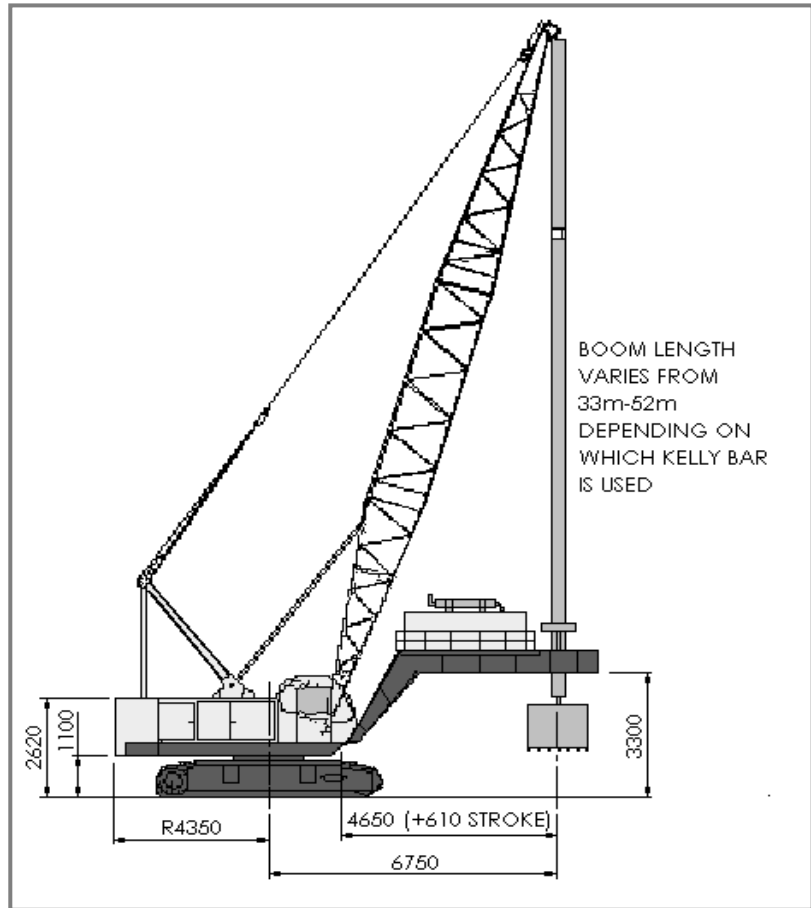 BOOM LENGTH
VARIES FROM
33m-52m
DEPENDING ON
WHICH KELLY BAR
IS USED
2620
1100
3300
4650 (+610 STROKE)
R4350
6750